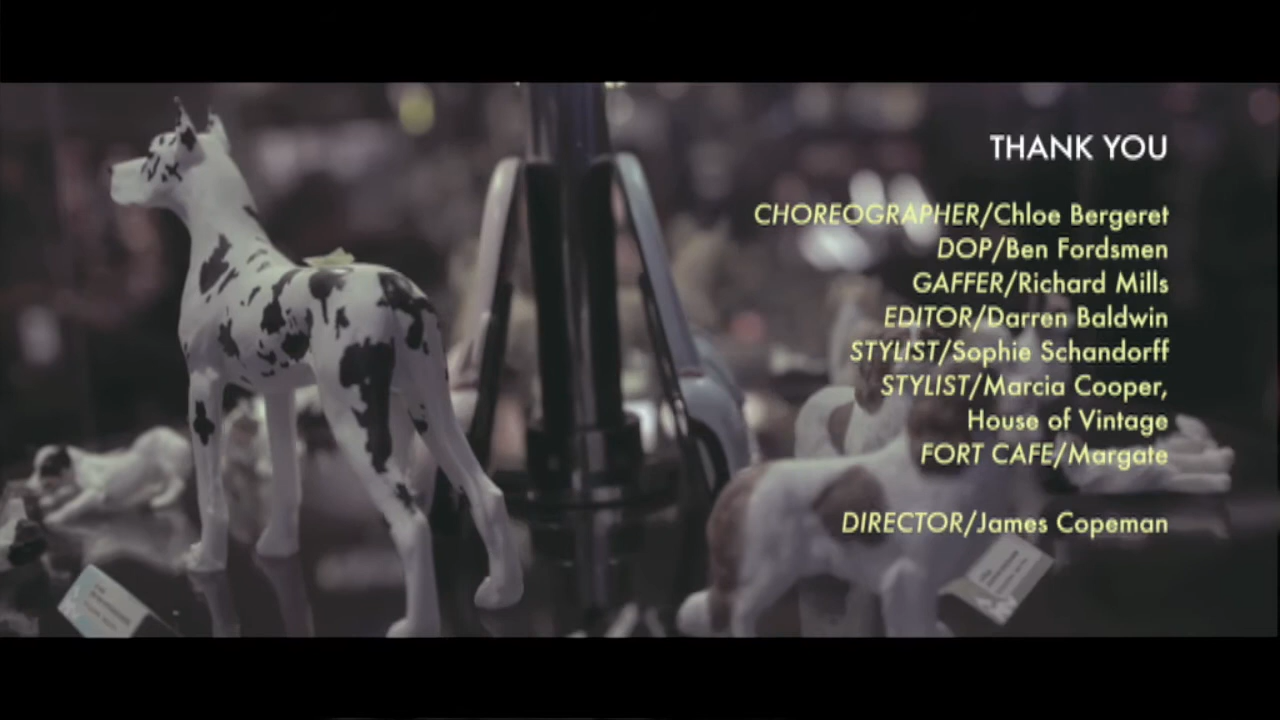 THANK YOU
CHOREOGRAPHER/Chloe Bergeret
DOP/Ben Fordsmen
GAFFER/Richard Mills
EDITOR/Darren Baldwin
STYLIST/Sophie Schandorff
STYLIST/Marcia Cooper,
House of Vintage
FORT CAFE/Margate
DIRECTOR/James Copeman